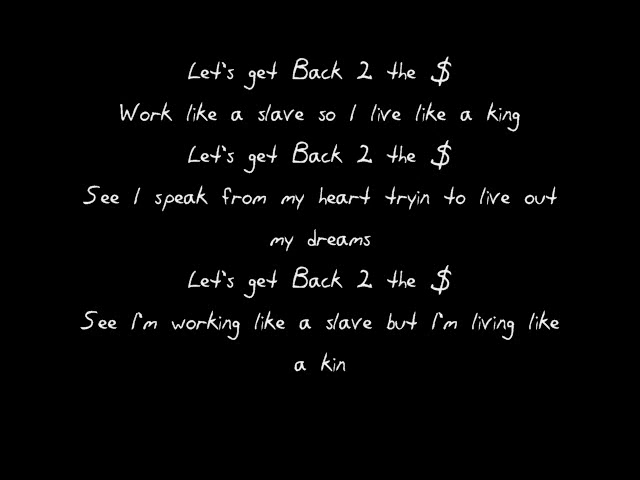 Let's get Back 2 the $
Work like a slave so I live like a king
Let's get Back 2 the $
See I speak from my heart tryin to live out
my dreams
Let's get Back 2 the $
See I'm working like a slave but I'm living like
a kin